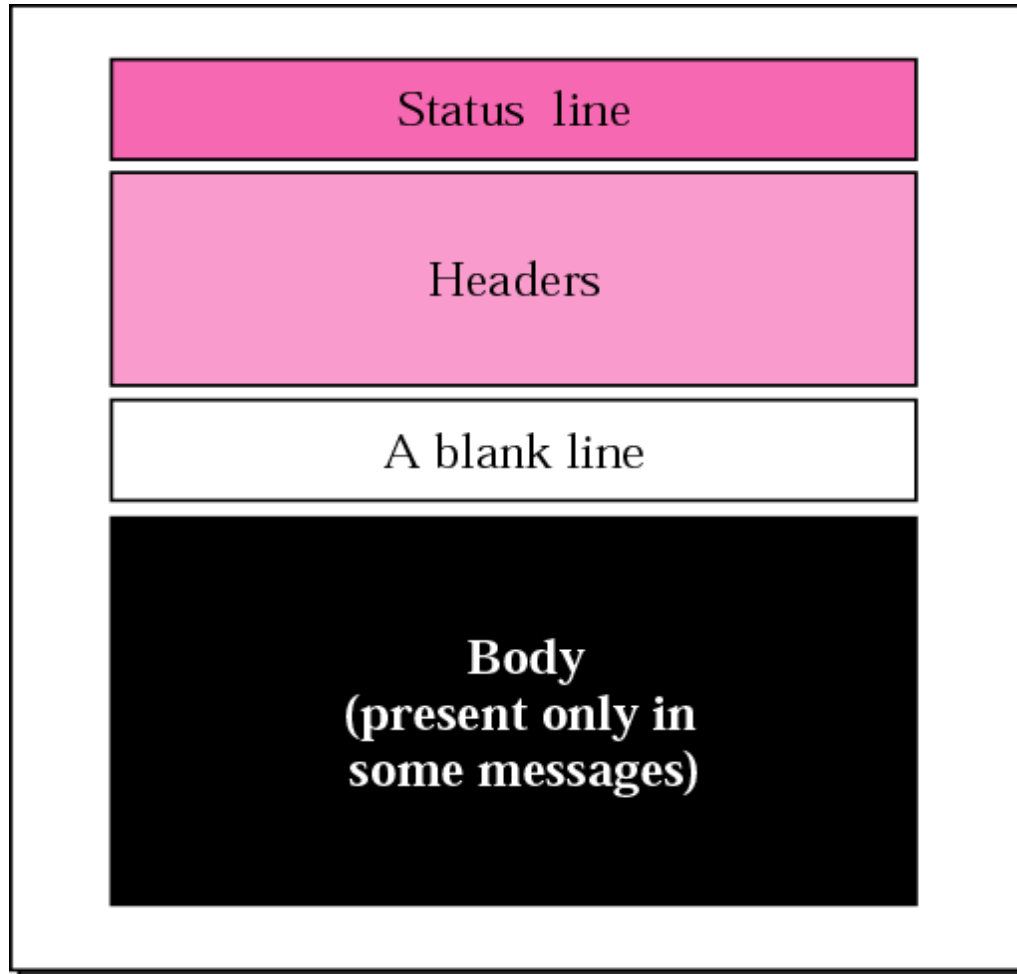 Status line
Headers
A blank line
Body
(present only in
some messages)